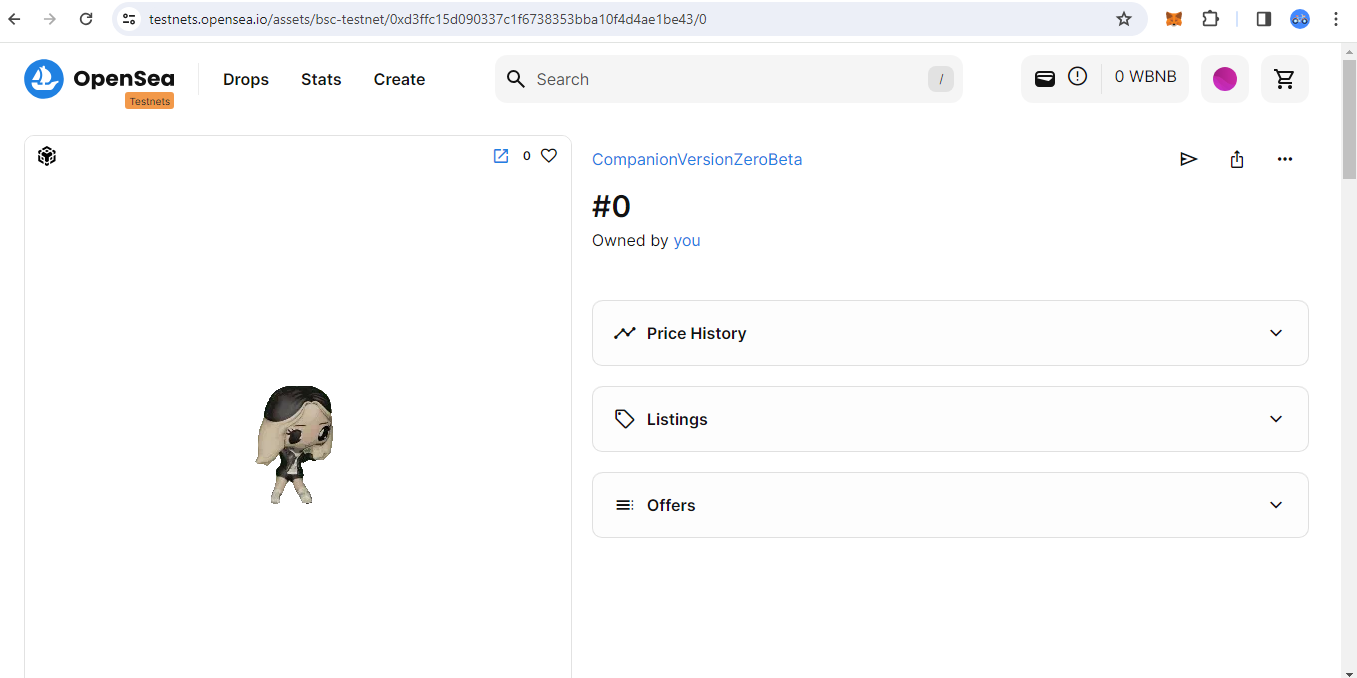 testnets.opensea.io/assets/bsc-testnet/0xd3ffc15d090337c1f6738353bba10f4d4ae1be43/0
OpenSea
Testnets
Drops
Stats
Create
Search
/
0 WBNB
0
CompanionVersionZeroBeta
#0
Owned by you
Price History
Listings
Offers